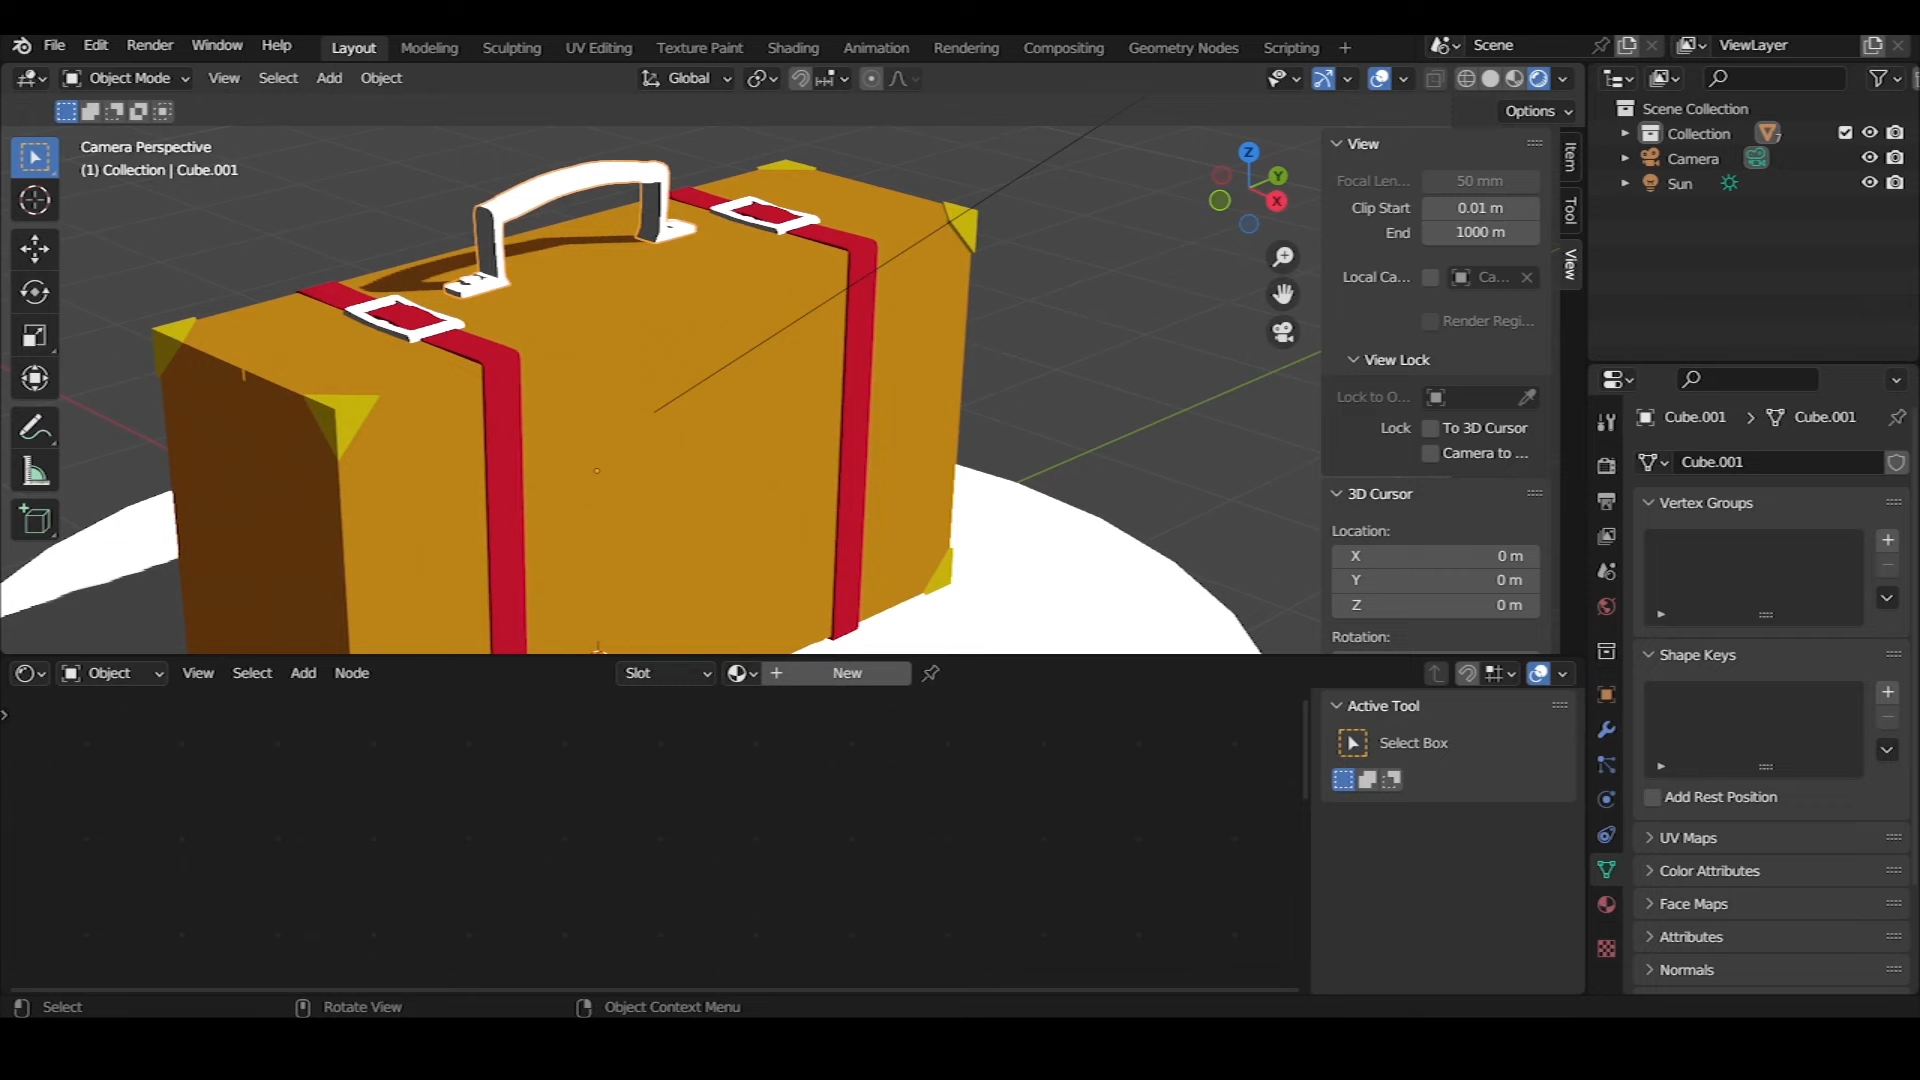 File Edit Render Window Help Layout Modeling Sculpting UV Editing Texture Paint Shading Animation Rendering Compositing Geometry Nodes Scripting + Scene ViewLayer
Object Mode View Select Add Object Global
Options
Camera Perspective
(1) Collection | Cube.001
Z
Y
X
View
Focal Len... 50 mm
Clip Start 0.01 m
End 1000 m
Local Ca... Ca...
Render Regi...
View Lock
Lock to O...
Lock To 3D Cursor
Camera to ...
3D Cursor
Location:
X 0 m
Y 0 m
Z 0 m
Rotation:
Item
Tool
View
Scene Collection
Collection 7
Camera
Sun
Cube.001 > Cube.001
Cube.001
Vertex Groups
Shape Keys
Add Rest Position
UV Maps
Color Attributes
Face Maps
Attributes
Normals
Object View Select Add Node Slot + New
Active Tool
Select Box
Select Rotate View Object Context Menu